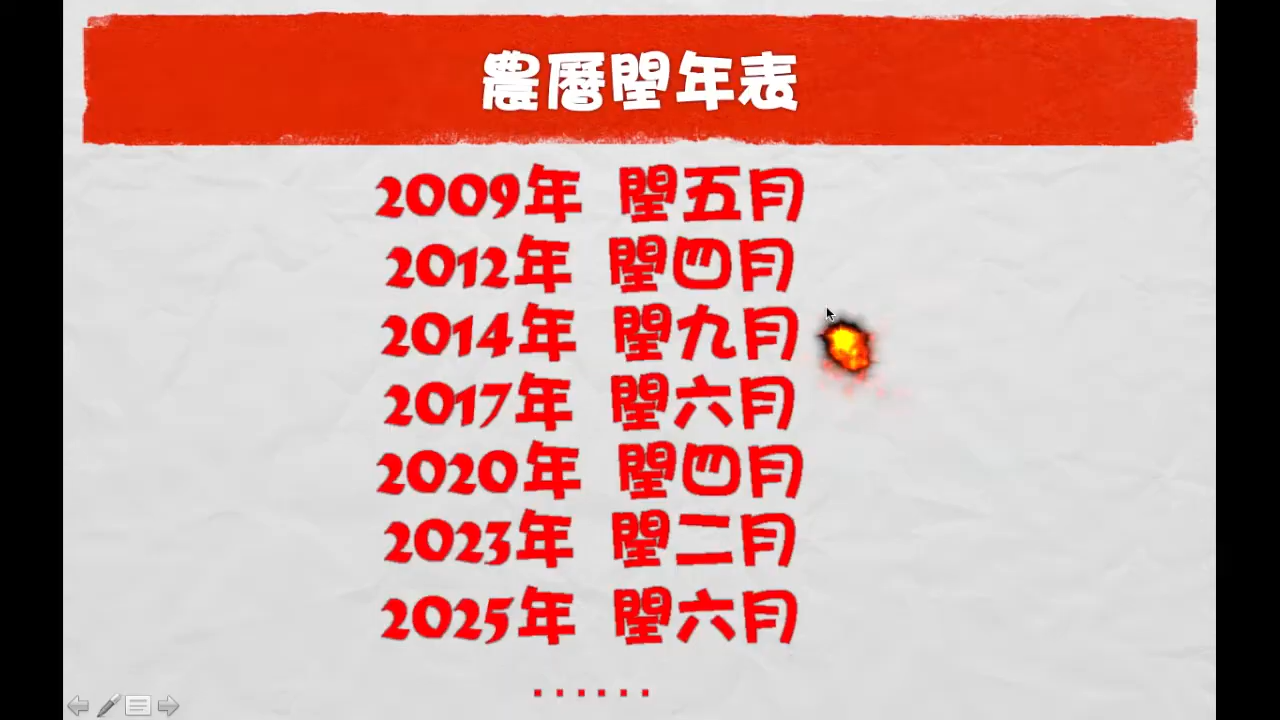 農曆閏年表
2009年 閏五月
2012年 閏四月
2014年 閏九月
2017年 閏六月
2020年 閏四月
2023年 閏二月
2025年 閏六月
......